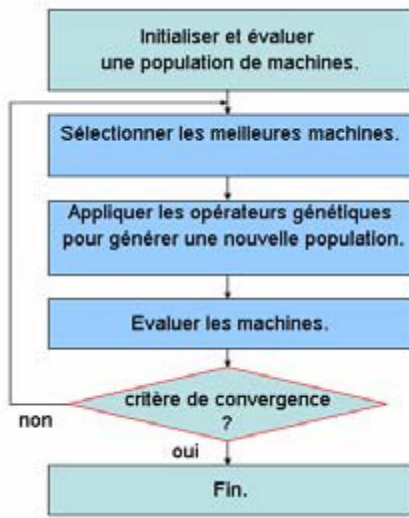 Initialiser et évaluer
une population de machines.
Sélectionner les meilleures machines.
Appliquer les opérateurs génétiques
pour générer une nouvelle population.
Evaluer les machines.
critère de convergence
?
non
oui
Fin.